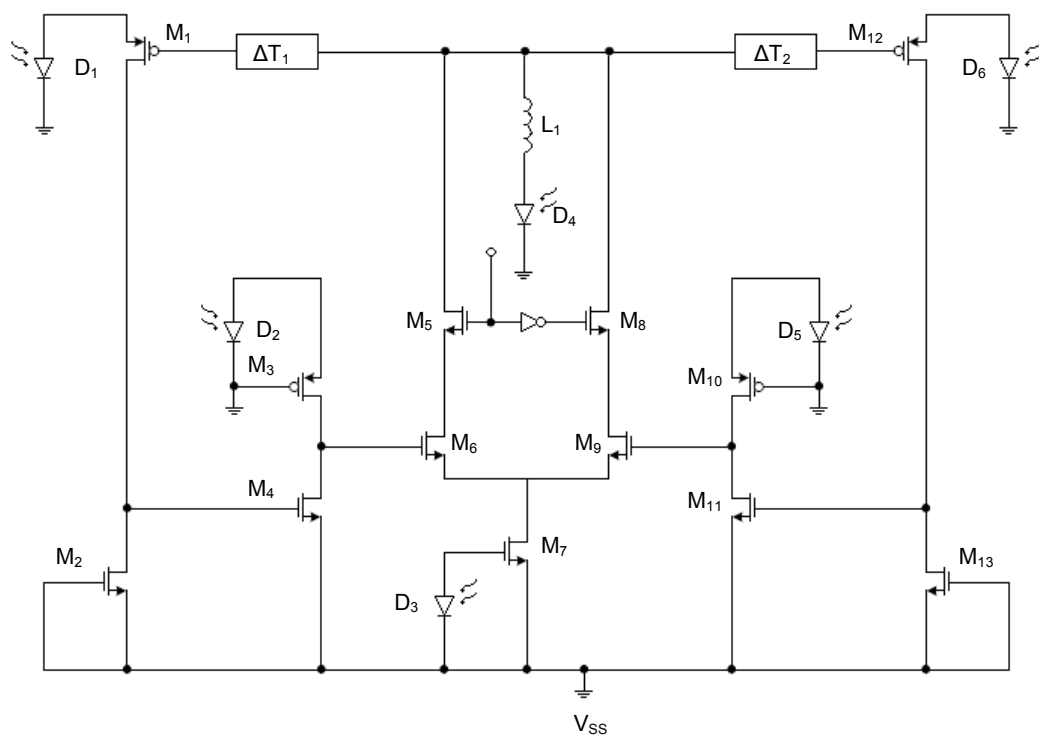 M₁
ΔT₁
ΔT₂
M₁₂
D₁
D₆
L₁
D₄
M₅
M₈
D₂
D₅
M₃
M₁₀
M₆
M₉
M₄
M₁₁
M₇
M₂
M₁₃
D₃
V_SS